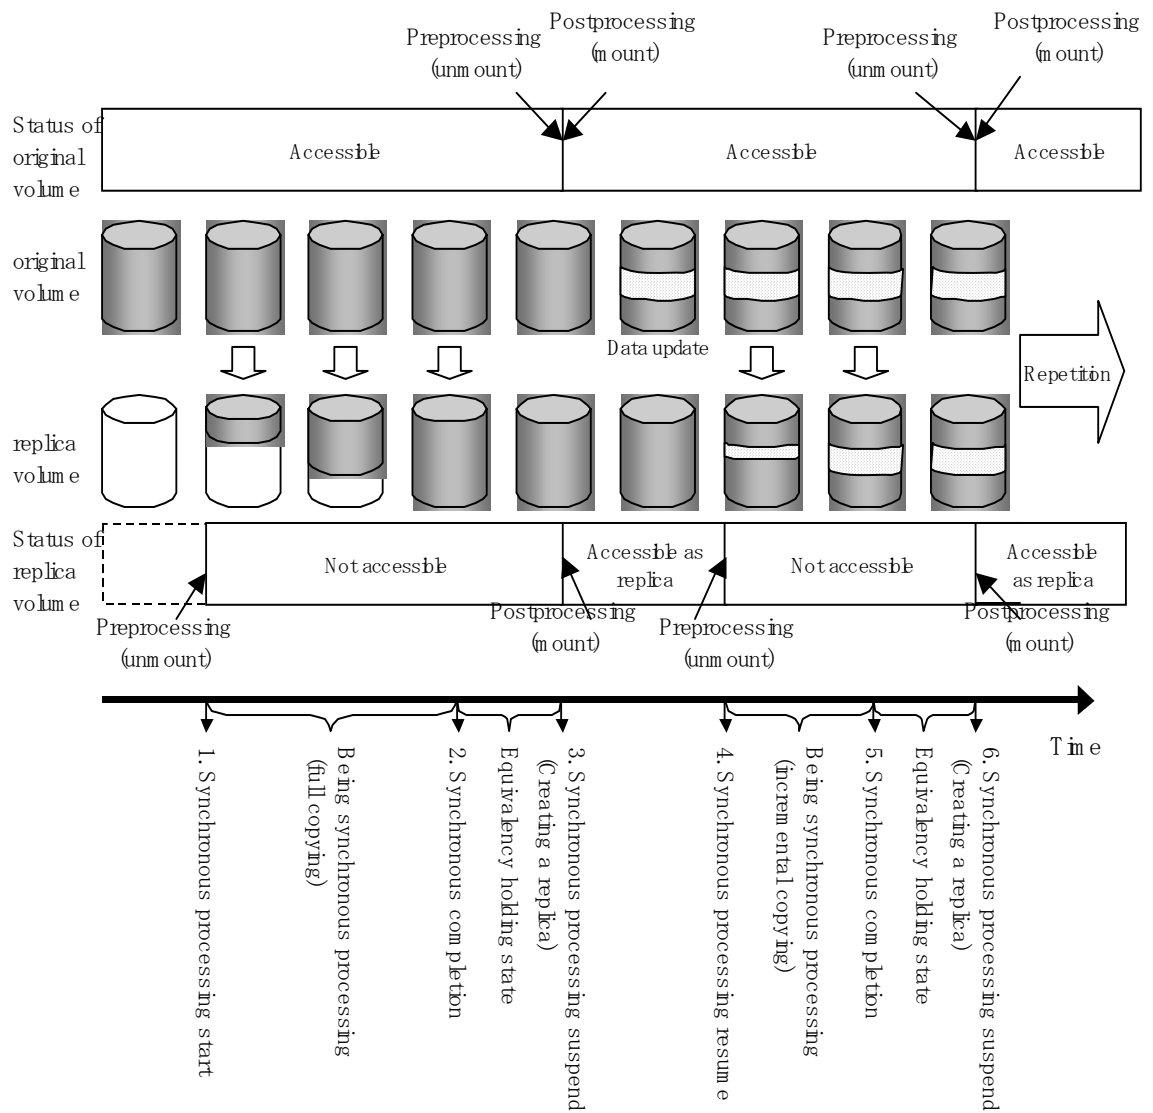 Preprocessing
(unmount)
Postprocessing
(mount)
Preprocessing
(unmount)
Postprocessing
(mount)
Status of
original
volume
Accessible
Accessible
Accessible
original
volume
Data update
Repetition
replica
volume
Status of
replica
volume
Not accessible
Accessible as
replica
Not accessible
Accessible
as replica
Preprocessing
(unmount)
Postprocessing
(mount)
Preprocessing
(unmount)
Postprocessing
(mount)
Time
1. Synchronous processing start
Being synchronous processing
(full copying)
2. Synchronous completion
Equivalency holding state
3. Synchronous processing suspend
(Creating a replica)
4. Synchronous processing resume
Being synchronous processing
(incremental copying)
5. Synchronous completion
Equivalency holding state
6. Synchronous processing suspend
(Creating a replica)